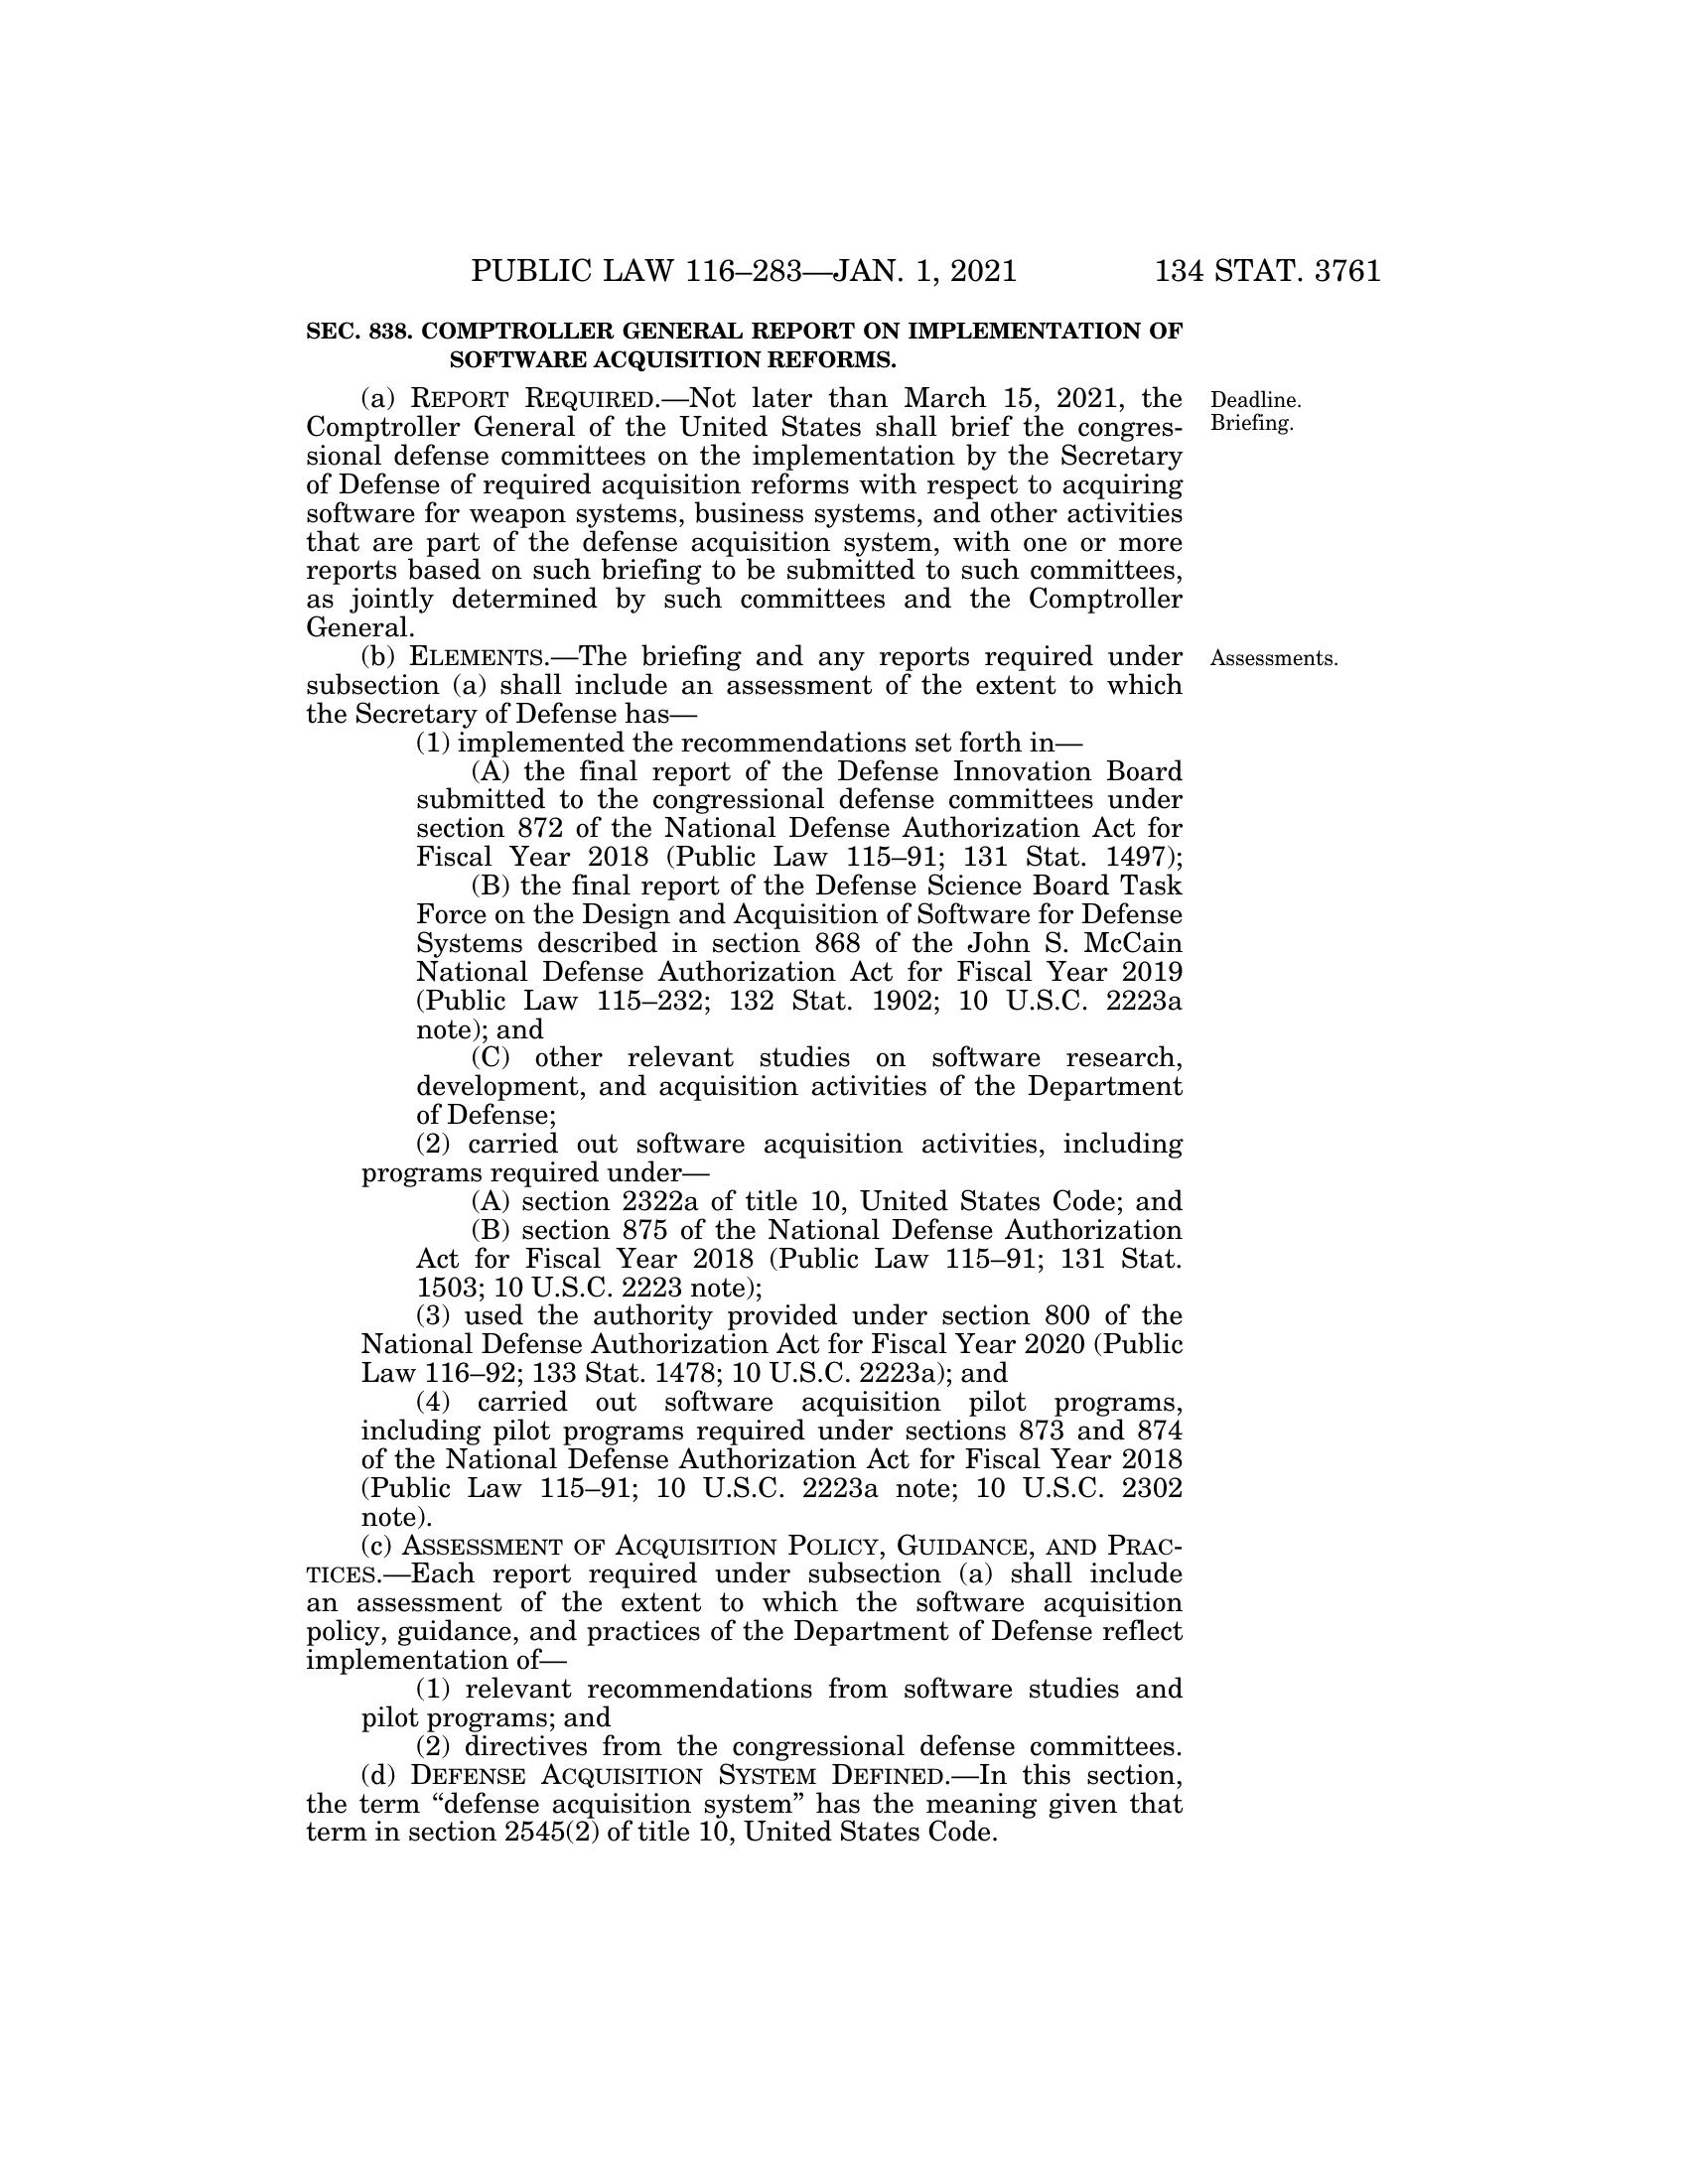 PUBLIC LAW 116–283—JAN. 1, 2021 134 STAT. 3761
SEC. 838. COMPTROLLER GENERAL REPORT ON IMPLEMENTATION OF
SOFTWARE ACQUISITION REFORMS.
(a) REPORT REQUIRED.—Not later than March 15, 2021, the
Comptroller General of the United States shall brief the congres-
sional defense committees on the implementation by the Secretary
of Defense of required acquisition reforms with respect to acquiring
software for weapon systems, business systems, and other activities
that are part of the defense acquisition system, with one or more
reports based on such briefing to be submitted to such committees,
as jointly determined by such committees and the Comptroller
General.
Deadline.
Briefing.
(b) ELEMENTS.—The briefing and any reports required under
subsection (a) shall include an assessment of the extent to which
the Secretary of Defense has—
Assessments.
(1) implemented the recommendations set forth in—
(A) the final report of the Defense Innovation Board
submitted to the congressional defense committees under
section 872 of the National Defense Authorization Act for
Fiscal Year 2018 (Public Law 115–91; 131 Stat. 1497);
(B) the final report of the Defense Science Board Task
Force on the Design and Acquisition of Software for Defense
Systems described in section 868 of the John S. McCain
National Defense Authorization Act for Fiscal Year 2019
(Public Law 115–232; 132 Stat. 1902; 10 U.S.C. 2223a
note); and
(C) other relevant studies on software research,
development, and acquisition activities of the Department
of Defense;
(2) carried out software acquisition activities, including
programs required under—
(A) section 2322a of title 10, United States Code; and
(B) section 875 of the National Defense Authorization
Act for Fiscal Year 2018 (Public Law 115–91; 131 Stat.
1503; 10 U.S.C. 2223 note);
(3) used the authority provided under section 800 of the
National Defense Authorization Act for Fiscal Year 2020 (Public
Law 116–92; 133 Stat. 1478; 10 U.S.C. 2223a); and
(4) carried out software acquisition pilot programs,
including pilot programs required under sections 873 and 874
of the National Defense Authorization Act for Fiscal Year 2018
(Public Law 115–91; 10 U.S.C. 2223a note; 10 U.S.C. 2302
note).
(c) ASSESSMENT OF ACQUISITION POLICY, GUIDANCE, AND PRAC-
TICES.—Each report required under subsection (a) shall include
an assessment of the extent to which the software acquisition
policy, guidance, and practices of the Department of Defense reflect
implementation of—
(1) relevant recommendations from software studies and
pilot programs; and
(2) directives from the congressional defense committees.
(d) DEFENSE ACQUISITION SYSTEM DEFINED.—In this section,
the term “defense acquisition system” has the meaning given that
term in section 2545(2) of title 10, United States Code.